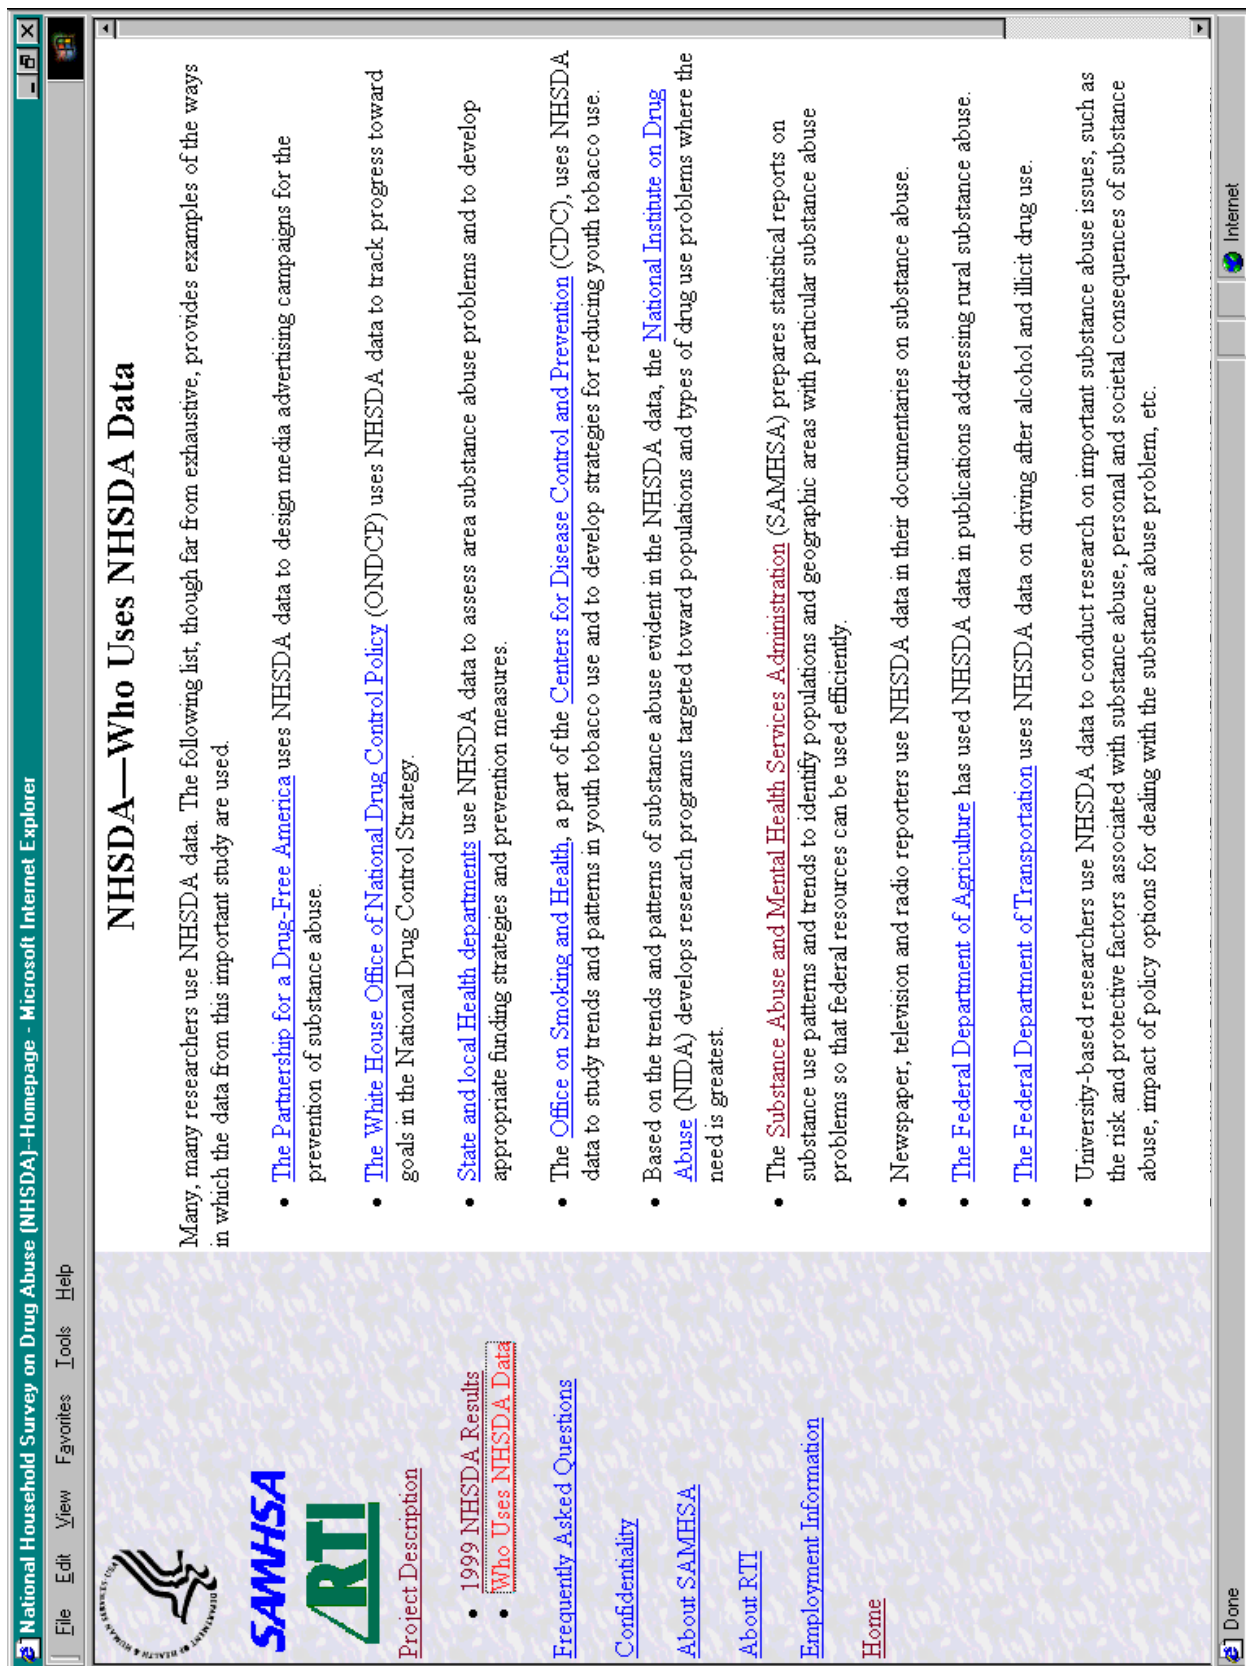 National Household Survey on Drug Abuse (NHSDA)--Homepage - Microsoft Internet Explorer
File Edit View Favorites Tools Help
DEPARTMENT OF HEALTH & HUMAN SERVICES USA
SAMHSA
RTI
Project Description
• 1999 NHSDA Results
• Who Uses NHSDA Data
Frequently Asked Questions
Confidentiality
About SAMHSA
About RTI
Employment Information
Home
NHSDA—Who Uses NHSDA Data
Many, many researchers use NHSDA data. The following list, though far from exhaustive, provides examples of the ways
in which the data from this important study are used.
• The Partnership for a Drug-Free America uses NHSDA data to design media advertising campaigns for the
prevention of substance abuse.
• The White House Office of National Drug Control Policy (ONDCP) uses NHSDA data to track progress toward
goals in the National Drug Control Strategy.
• State and local Health departments use NHSDA data to assess area substance abuse problems and to develop
appropriate funding strategies and prevention measures.
• The Office on Smoking and Health, a part of the Centers for Disease Control and Prevention (CDC), uses NHSDA
data to study trends and patterns in youth tobacco use and to develop strategies for reducing youth tobacco use.
• Based on the trends and patterns of substance abuse evident in the NHSDA data, the National Institute on Drug
Abuse (NIDA) develops research programs targeted toward populations and types of drug use problems where the
need is greatest.
• The Substance Abuse and Mental Health Services Administration (SAMHSA) prepares statistical reports on
substance use patterns and trends to identify populations and geographic areas with particular substance abuse
problems so that federal resources can be used efficiently.
• Newspaper, television and radio reporters use NHSDA data in their documentaries on substance abuse.
• The Federal Department of Agriculture has used NHSDA data in publications addressing rural substance abuse.
• The Federal Department of Transportation uses NHSDA data on driving after alcohol and illicit drug use.
• University-based researchers use NHSDA data to conduct research on important substance abuse issues, such as
the risk and protective factors associated with substance abuse, personal and societal consequences of substance
abuse, impact of policy options for dealing with the substance abuse problem, etc.
Done
Internet